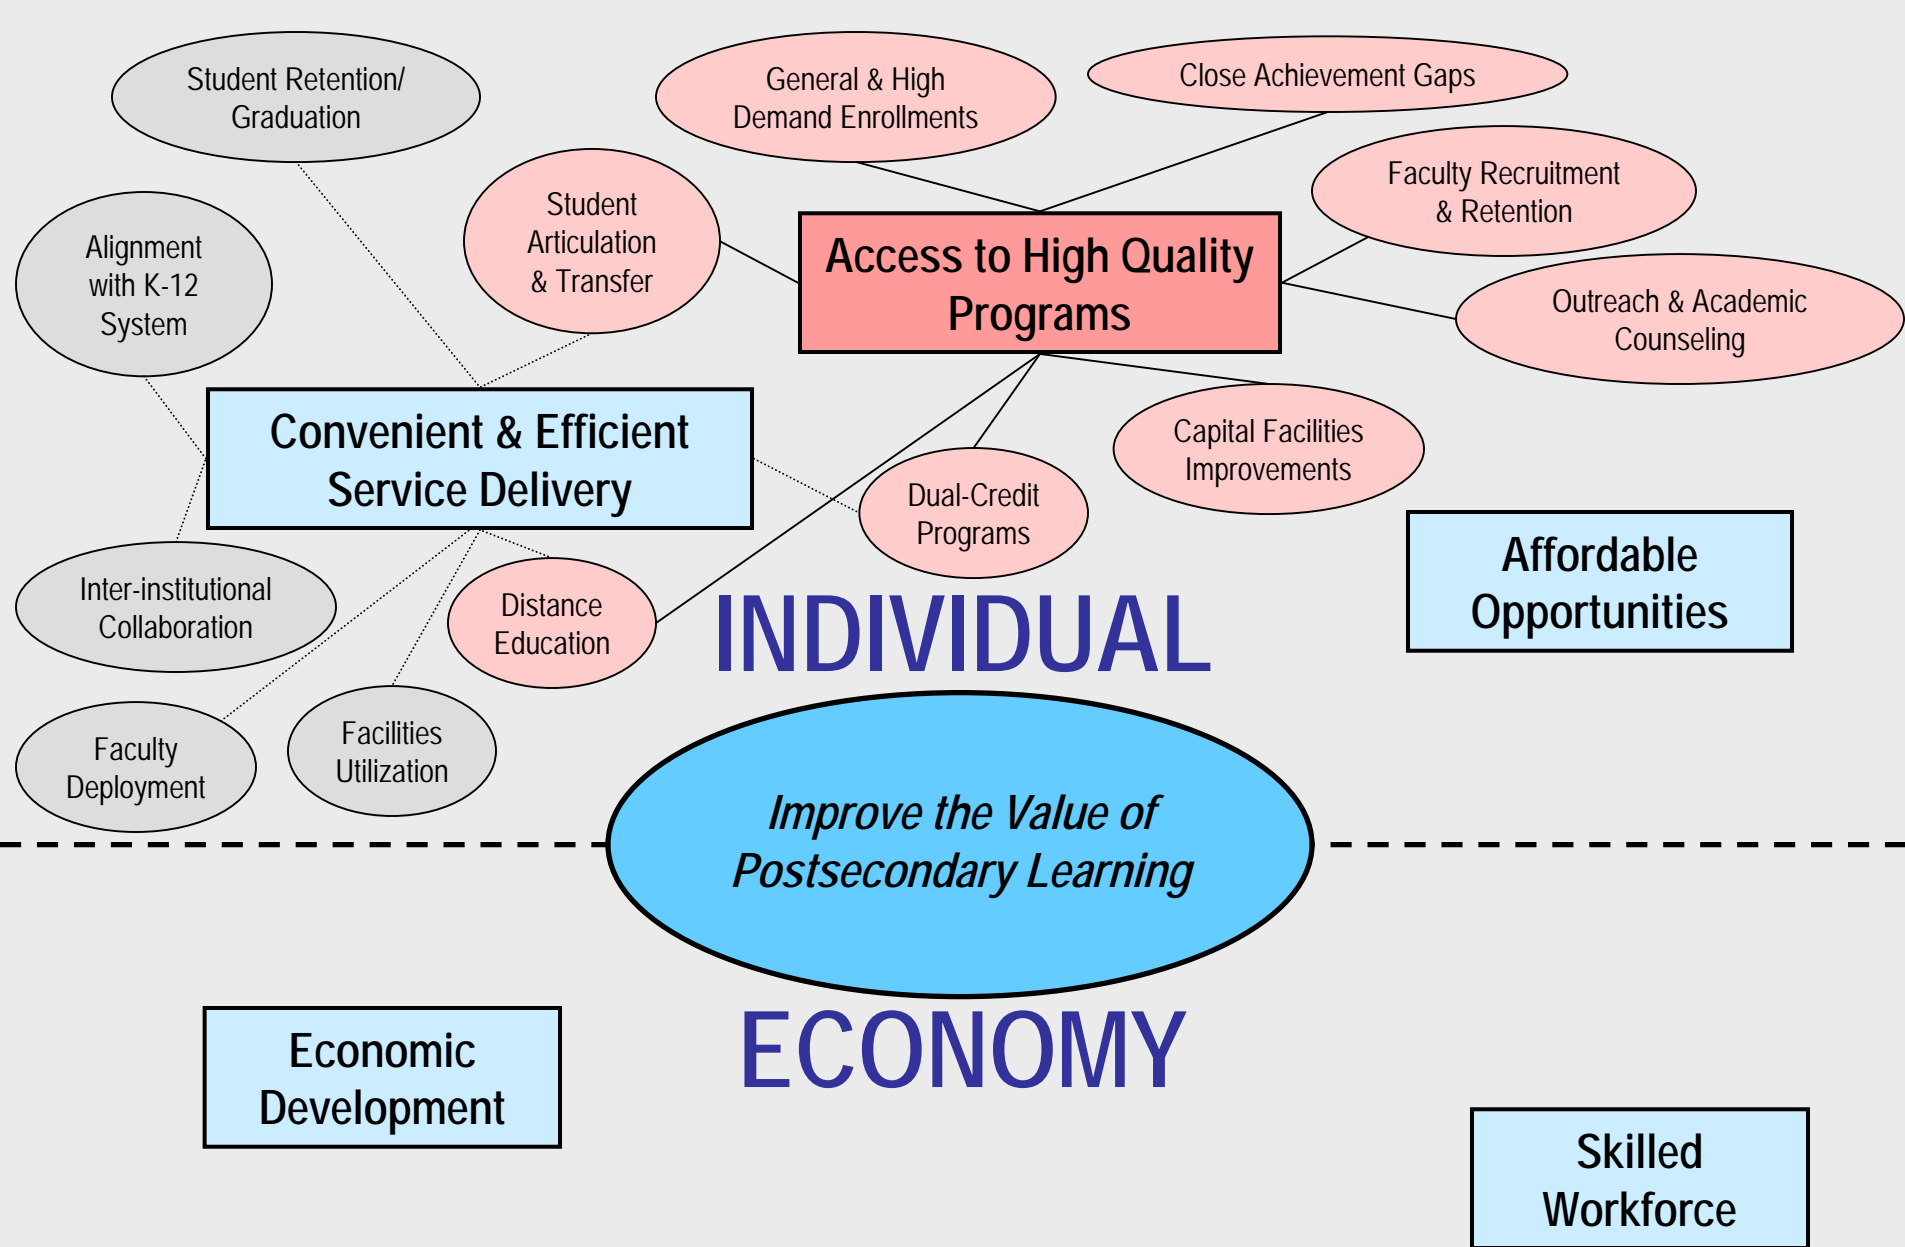 Student Retention/
Graduation
General & High
Demand Enrollments
Close Achievement Gaps
Faculty Recruitment
& Retention
Student
Articulation
& Transfer
Alignment
with K-12
System
Access to High Quality
Programs
Outreach & Academic
Counseling
Convenient & Efficient
Service Delivery
Capital Facilities
Improvements
Dual-Credit
Programs
Affordable
Opportunities
Inter-institutional
Collaboration
Distance
Education
INDIVIDUAL
Faculty
Deployment
Facilities
Utilization
Improve the Value of
Postsecondary Learning
ECONOMY
Economic
Development
Skilled
Workforce